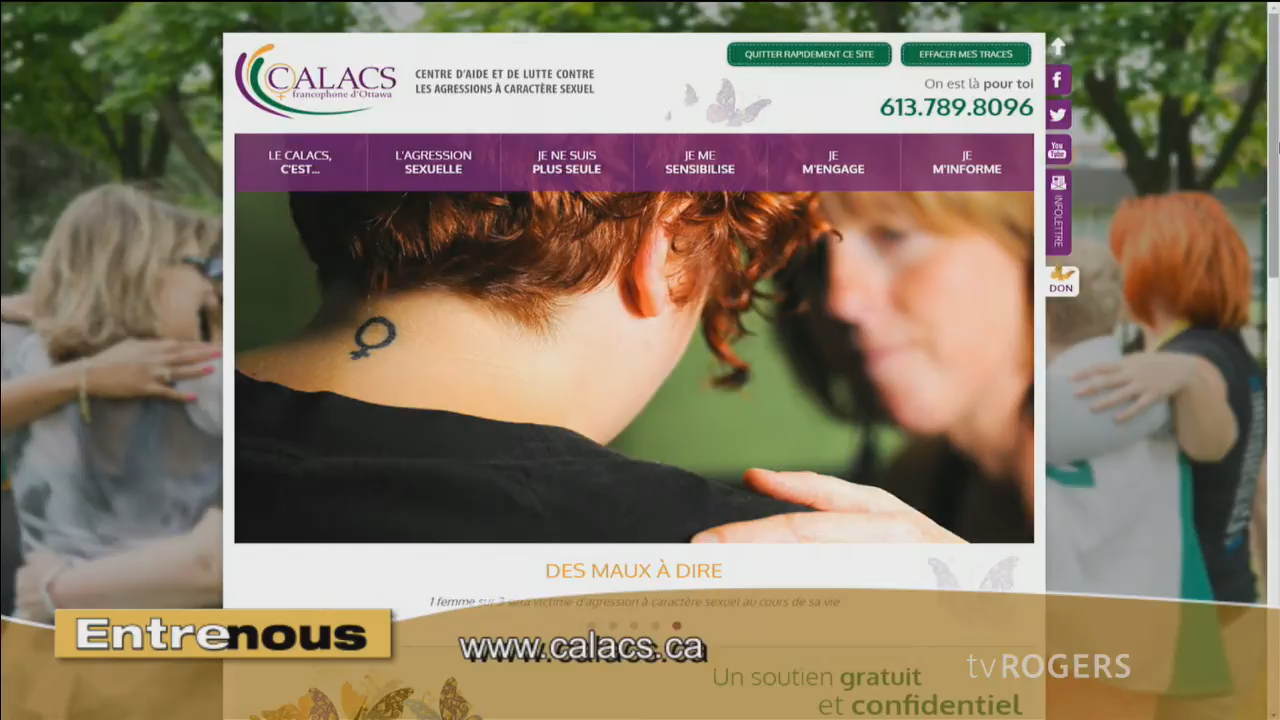 CALACS
francophone d'Ottawa
CENTRE D'AIDE ET DE LUTTE CONTRE
LES AGRESSIONS À CARACTÈRE SEXUEL
QUITTER RAPIDEMENT CE SITE
EFFACER MES TRACES
On est là pour toi
613.789.8096
LE CALACS,
C'EST...
L'AGRESSION
SEXUELLE
JE NE SUIS
PLUS SEULE
JE ME
SENSIBILISE
JE
M'ENGAGE
JE
M'INFORME
You
Tube
INFOLETTRE
DON
DES MAUX À DIRE
1 femme sur 3 sera victime d'agression à caractère sexuel au cours de sa vie
Entrenous
www.calacs.ca
tvROGERS
Un soutien gratuit
et confidentiel